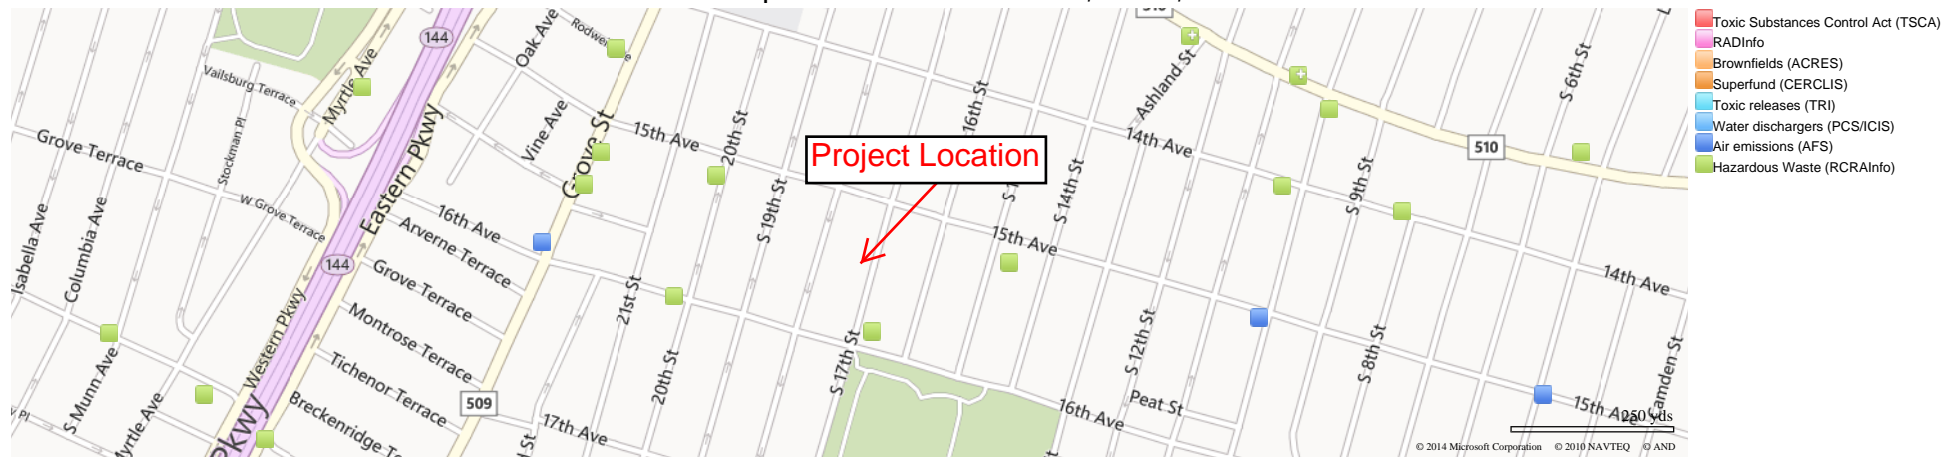 144
Oak Ave
Myrtle Ave
Vailsburg Terrace
Grove Terrace
Stockman Pl
W Grove Terrace
Isabella Ave
Columbia Ave
Eastern Pkwy
Vine Ave
Grove St
15th Ave
20th St
S 19th St
16th St
Ashland St
14th Ave
S 6th St
510
Project Location
S 14th St
S 9th St
16th Ave
Arverne Terrace
15th Ave
144
Grove Terrace
14th Ave
21st St
Montrose Terrace
Western Pkwy
S Munn Ave
Tichenor Terrace
20th St
S 17th St
S 12th St
S 8th St
Peat St
16th Ave
15th Ave
Camden St
509
17th Ave
Myrtle Ave
Pkwy
Breckenridge
250 yds
© 2014 Microsoft Corporation © 2010 NAVTEQ © AND
Toxic Substances Control Act (TSCA)
RADInfo
Brownfields (ACRES)
Superfund (CERCLIS)
Toxic releases (TRI)
Water dischargers (PCS/ICIS)
Air emissions (AFS)
Hazardous Waste (RCRAInfo)